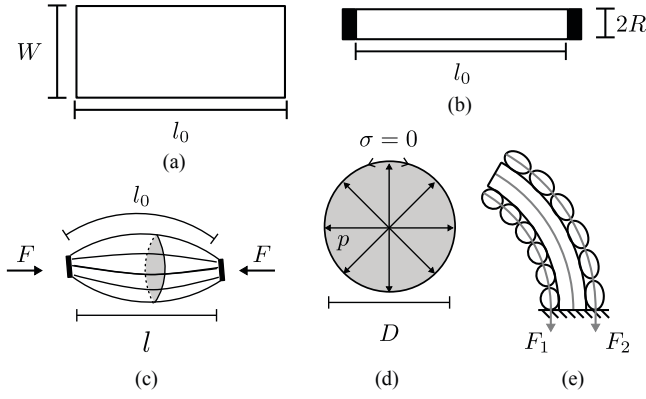 W
l₀
(a)
2R
l₀
(b)
l₀
F
F
l
(c)
σ = 0
p
D
(d)
F₁
F₂
(e)